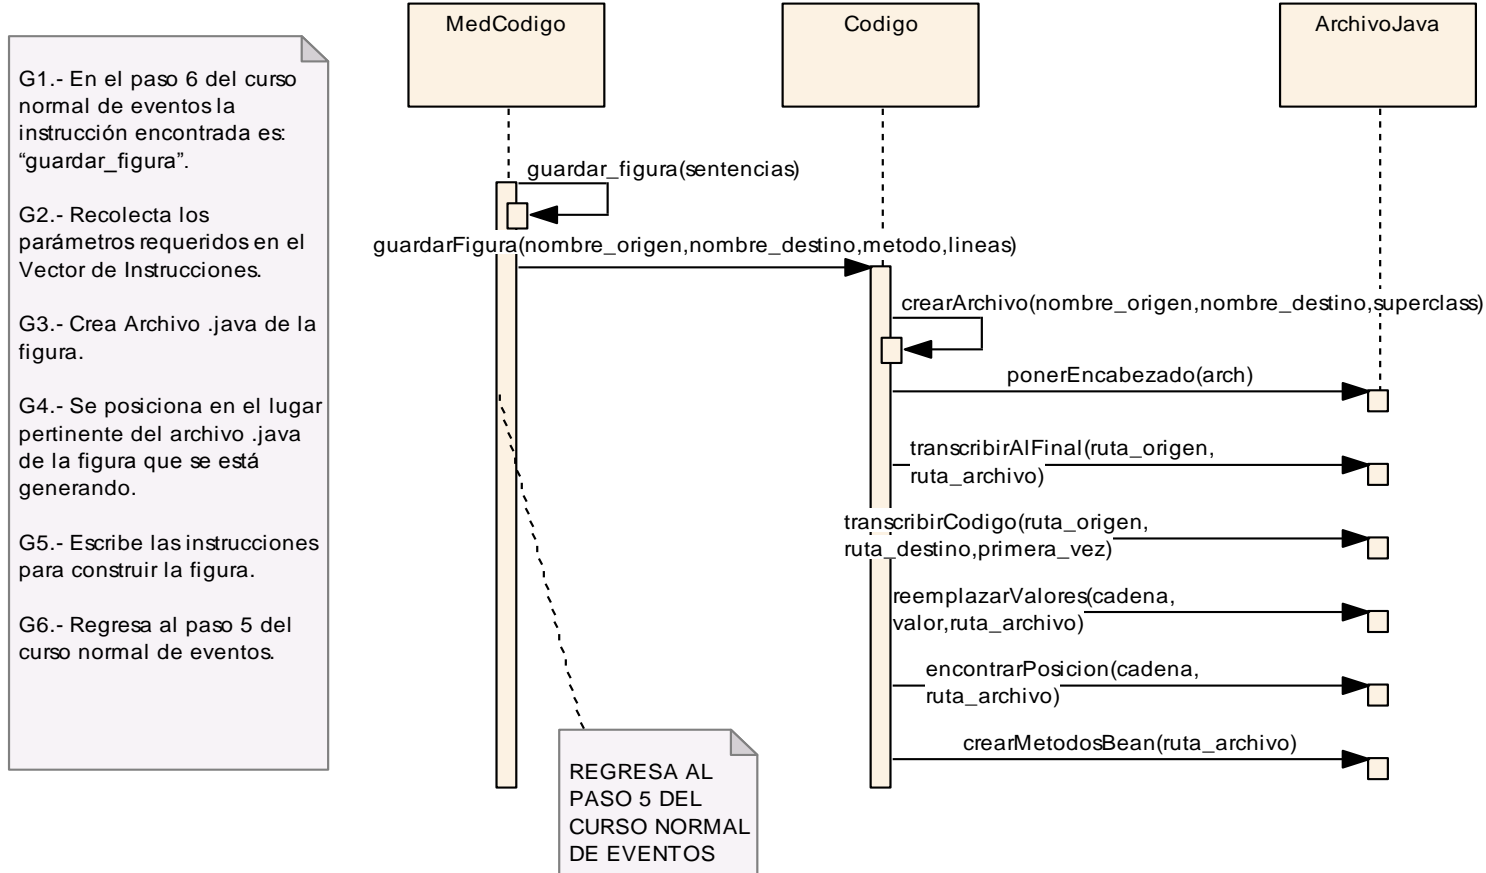 G1.- En el paso 6 del curso
normal de eventos la
instrucción encontrada es:
“guardar_figura”.
G2.- Recolecta los
parámetros requeridos en el
Vector de Instrucciones.
G3.- Crea Archivo .java de la
figura.
G4.- Se posiciona en el lugar
pertinente del archivo .java
de la figura que se está
generando.
G5.- Escribe las instrucciones
para construir la figura.
G6.- Regresa al paso 5 del
curso normal de eventos.
MedCodigo
Codigo
ArchivoJava
guardar_figura(sentencias)
guardarFigura(nombre_origen,nombre_destino,metodo,lineas)
crearArchivo(nombre_origen,nombre_destino,superclass)
ponerEncabezado(arch)
transcribirAlFinal(ruta_origen,
ruta_archivo)
transcribirCodigo(ruta_origen,
ruta_destino,primera_vez)
reemplazarValores(cadena,
valor,ruta_archivo)
encontrarPosicion(cadena,
ruta_archivo)
crearMetodosBean(ruta_archivo)
REGRESA AL
PASO 5 DEL
CURSO NORMAL
DE EVENTOS